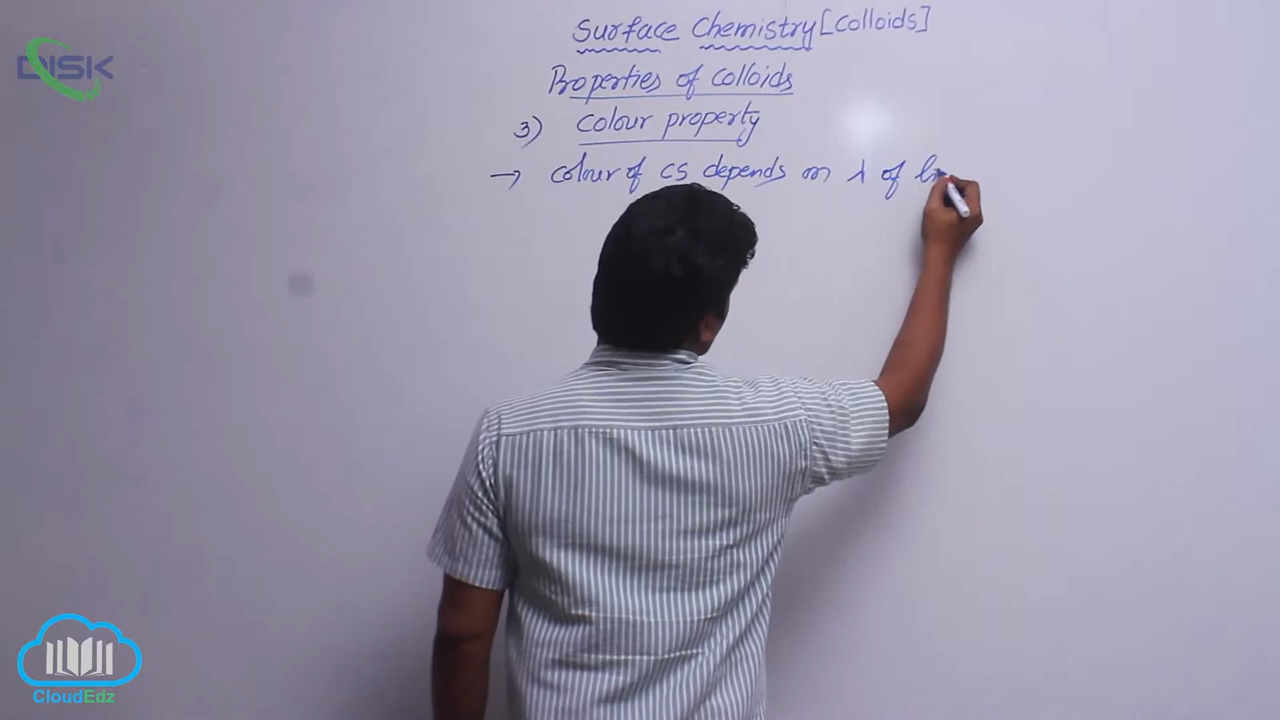 DISK
Surface Chemistry [Colloids]
Properties of colloids
3) colour property
→ colour of CS depends on λ of
CloudEdz